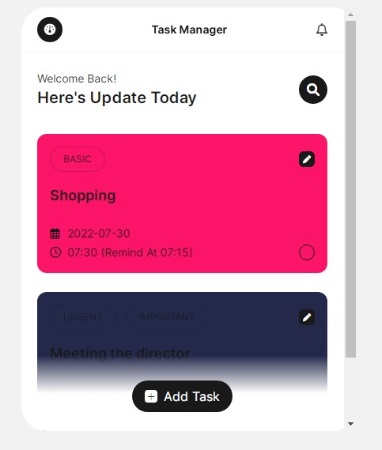 Task Manager
Welcome Back!
Here's Update Today
BASIC
Shopping
2022-07-30
07:30 (Remind At 07:15)
URGENT IMPORTANT
Meeting the director
Add Task